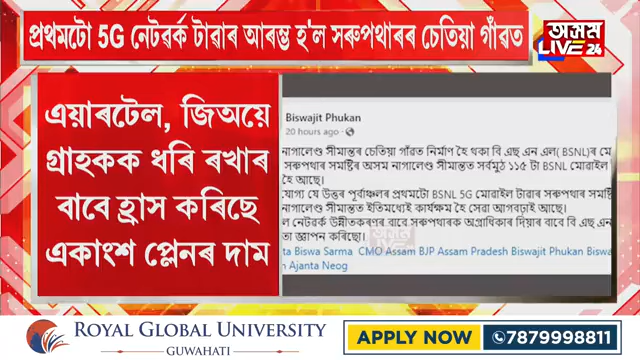 প্ৰথমটো 5G নেটৱৰ্ক টাৱাৰ আৰম্ভ হ'ল সৰুপথাৰৰ চেতিয়া গাঁৱত
অসম
LIVE 24
এয়াৰটেল, জিঅ'য়ে
গ্ৰাহকক ধৰি ৰখাৰ
বাবে হ্ৰাস কৰিছে
একাংশ প্লেনৰ দাম
Biswajit Phukan
20 hours ago
নাগালেণ্ড সীমান্তৰ চেতিয়া গাঁৱত নিৰ্মাণ হৈ থকা বি এছ এন এল( BSNL)ৰ মো
সৰুপথাৰ সমষ্টিৰ অসম নাগালেণ্ড সীমান্তত সৰ্বমুঠ ১১৫ টা BSNL মোবাইল
হৈ আছে।
যোগ্য যে উত্তৰ পূৰ্বাঞ্চলৰ প্ৰথমটো BSNL 5G মোবাইল টাৱাৰ সৰুপথাৰ সমষ্টি
নাগালেণ্ড সীমান্তত ইতিমধ্যেই কাৰ্যক্ষম হৈ সেৱা আগবঢ়াই আছে।
ল নেটৱৰ্ক উন্নীতকৰণৰ বাবে সৰুপথাৰক অগ্ৰাধিকাৰ দিয়াৰ বাবে বি এছ এন
তা জ্ঞাপন কৰিছো।
ta Biswa Sarma CMO Assam BJP Assam Pradesh Biswajit Phukan Biswa
n Ajanta Neog
ROYAL GLOBAL UNIVERSITY
GUWAHATI
APPLY NOW
7879998811